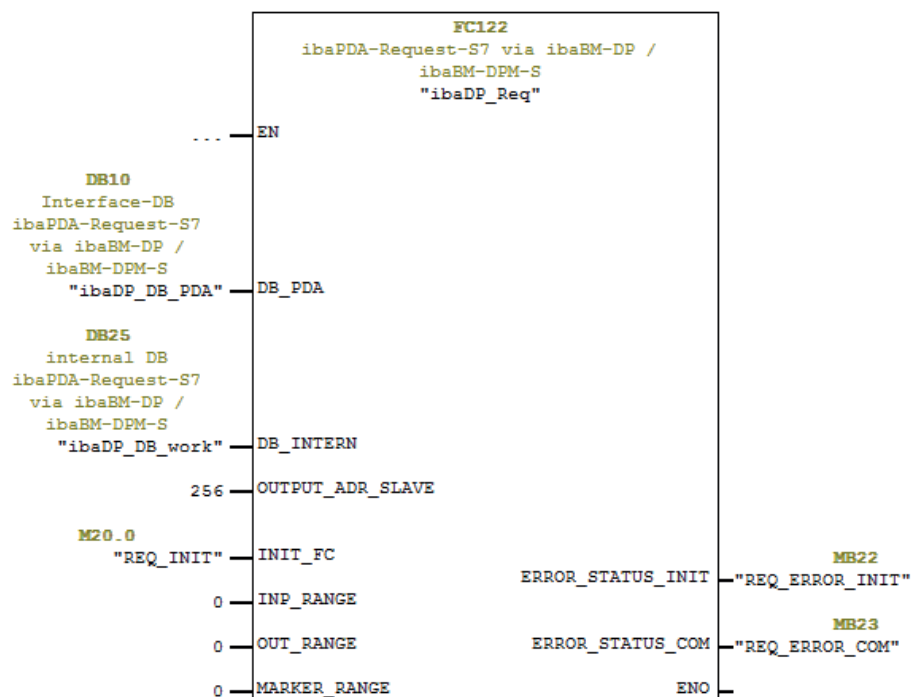 FC122
ibaPDA-Request-S7 via ibaBM-DP /
ibaBM-DPM-S
"ibaDP_Req"
... EN
DB10
Interface-DB
ibaPDA-Request-S7
via ibaBM-DP /
ibaBM-DPM-S
"ibaDP_DB_PDA" DB_PDA
DB25
internal DB
ibaPDA-Request-S7
via ibaBM-DP /
ibaBM-DPM-S
"ibaDP_DB_work" DB_INTERN
256 OUTPUT_ADR_SLAVE
M20.0
"REQ_INIT" INIT_FC
MB22
ERROR_STATUS_INIT "REQ_ERROR_INIT"
0 INP_RANGE
MB23
0 OUT_RANGE ERROR_STATUS_COM "REQ_ERROR_COM"
0 MARKER_RANGE ENO